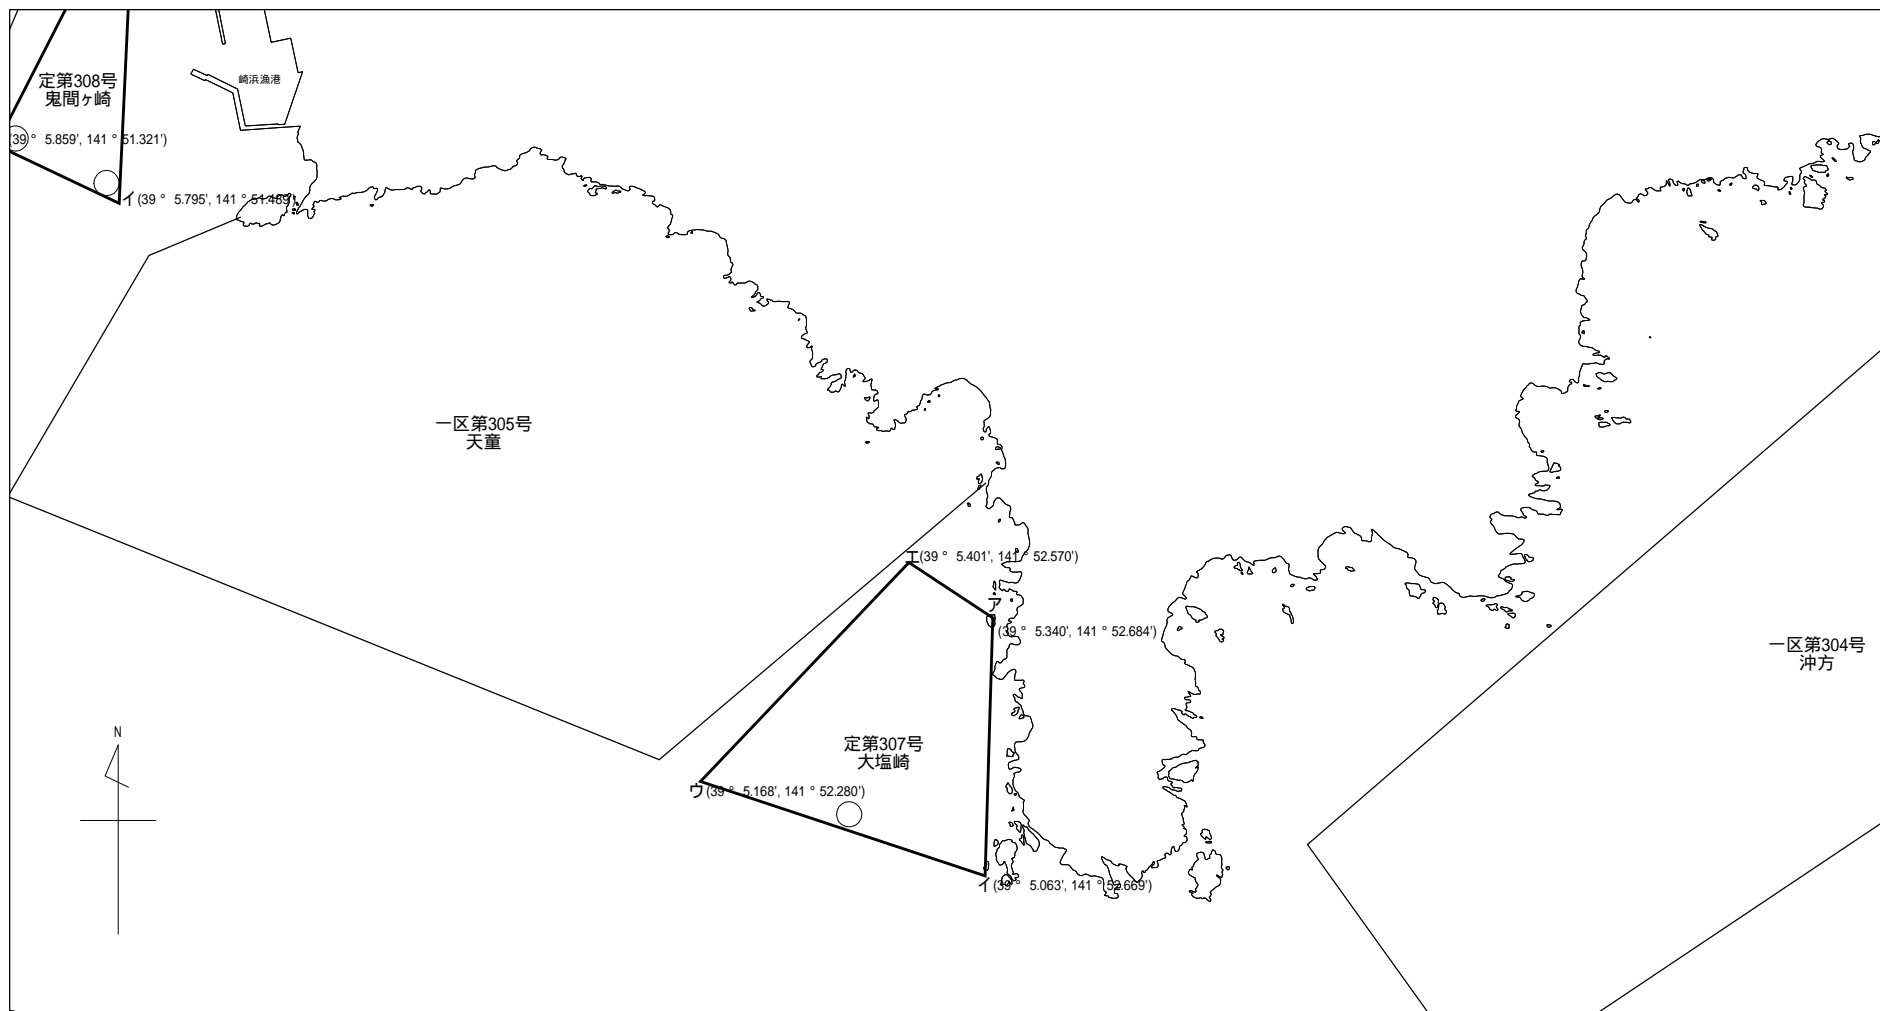 定第308号
鬼間ヶ崎
崎浜漁港
(39 ° 5.859', 141 ° 51.321')
イ(39 ° 5.795', 141 ° 51.489')
一区第305号
天童
エ(39 ° 5.401', 141 ° 52.570')
ア
(39 ° 5.340', 141 ° 52.684')
一区第304号
沖方
定第307号
大塩崎
N
ウ(39 ° 5.168', 141 ° 52.280')
イ(39 ° 5.063', 141 ° 52.669')